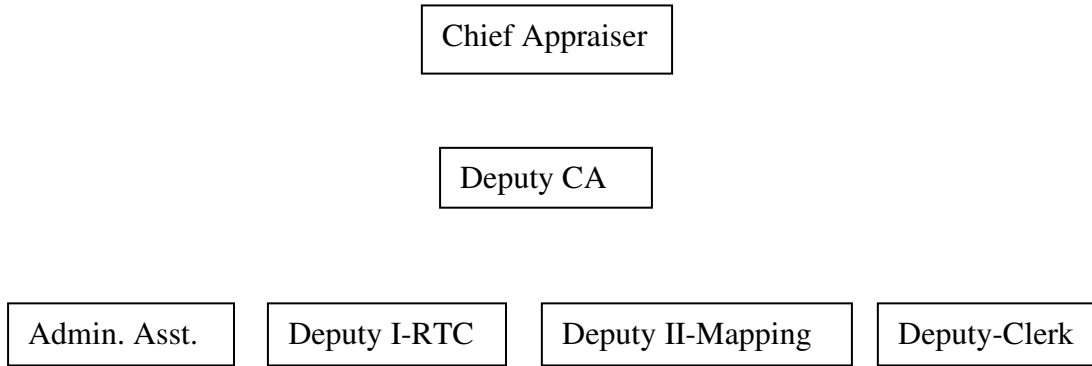 Chief Appraiser
Deputy CA
Admin. Asst.
Deputy I-RTC
Deputy II-Mapping
Deputy-Clerk